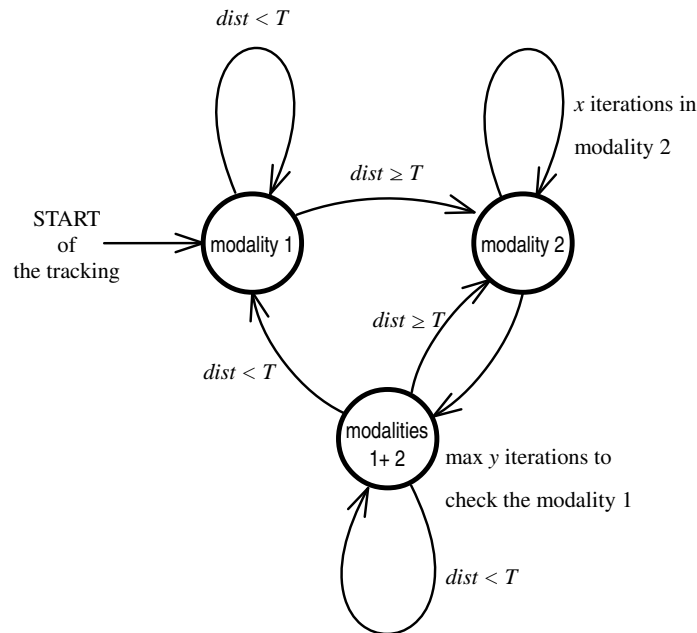 dist < T
x iterations in
modality 2
dist ≥ T
START
of
the tracking
modality 1
modality 2
dist ≥ T
dist < T
modalities
1+ 2
max y iterations to
check the modality 1
dist < T